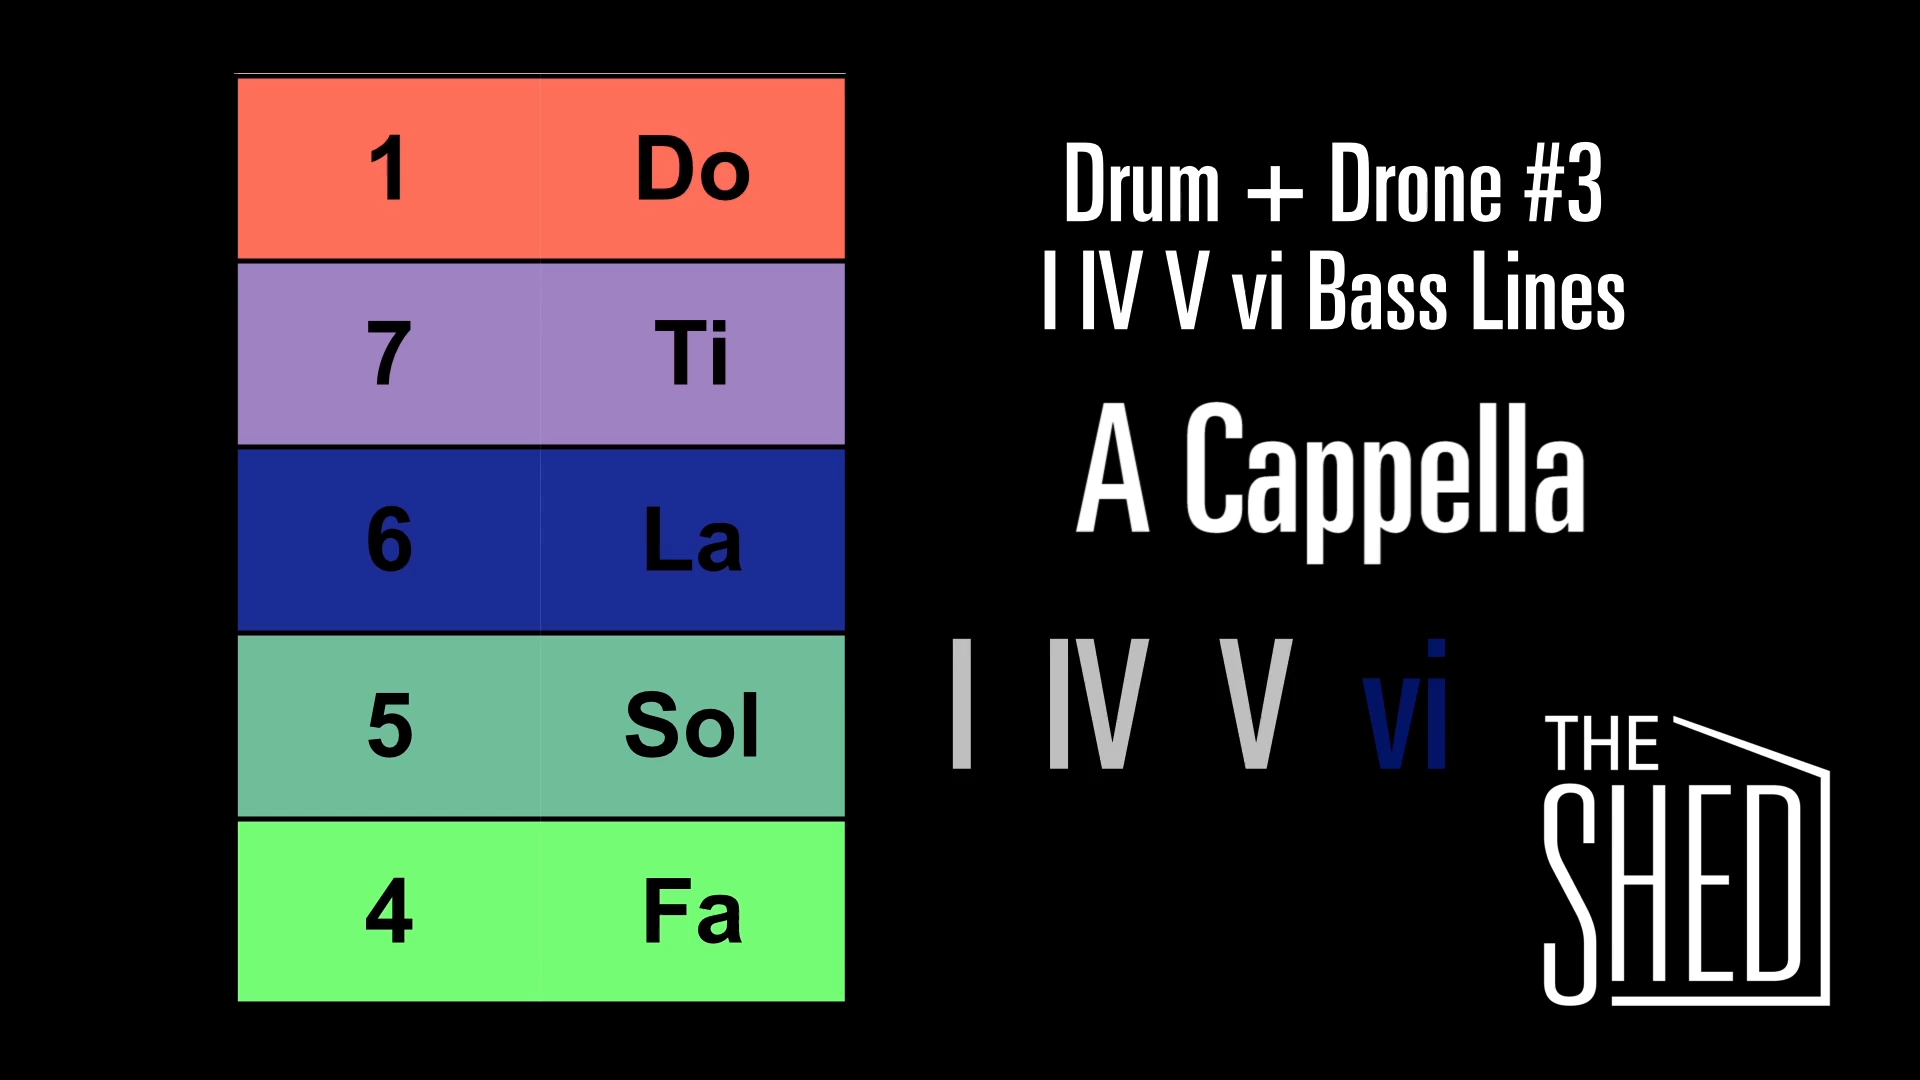 1 Do
7 Ti
6 La
5 Sol
4 Fa
Drum + Drone #3
I IV V vi Bass Lines
A Cappella
I IV V vi
THE
SHED